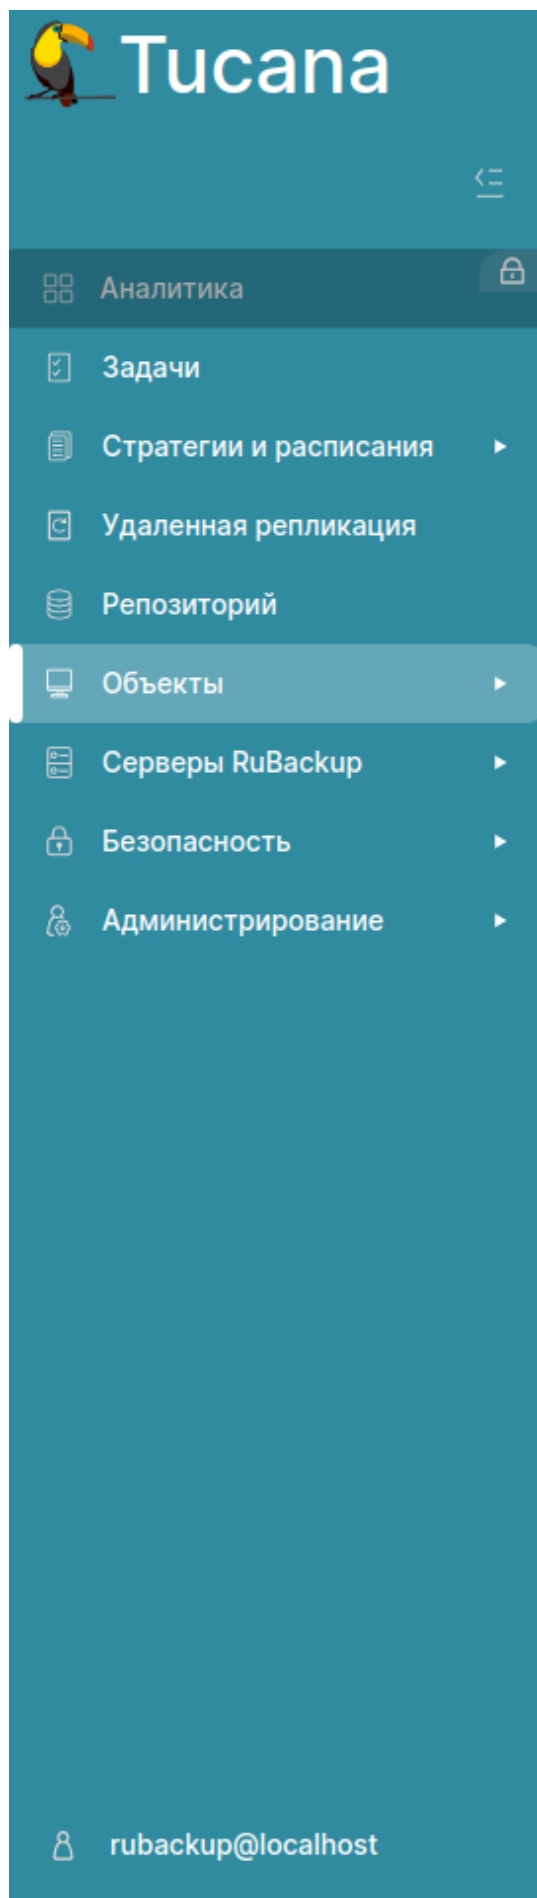 Tucana
Аналитика
Задачи
Стратегии и расписания
Удаленная репликация
Репозиторий
Объекты
Серверы RuBackup
Безопасность
Администрирование
rubackup@localhost